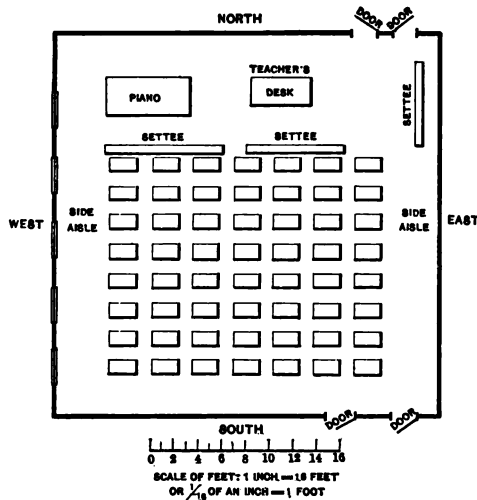 NORTH
DOOR DOOR
TEACHER'S
PIANO
DESK
SETTEE
SETTEE
SETTEE
WEST
SIDE
AISLE
SIDE
AISLE
EAST
SOUTH
DOOR
DOOR
0 2 4 6 8 10 12 14 16
SCALE OF FEET: 1 INCH = 16 FEET
OR 1/16 OF AN INCH = 1 FOOT